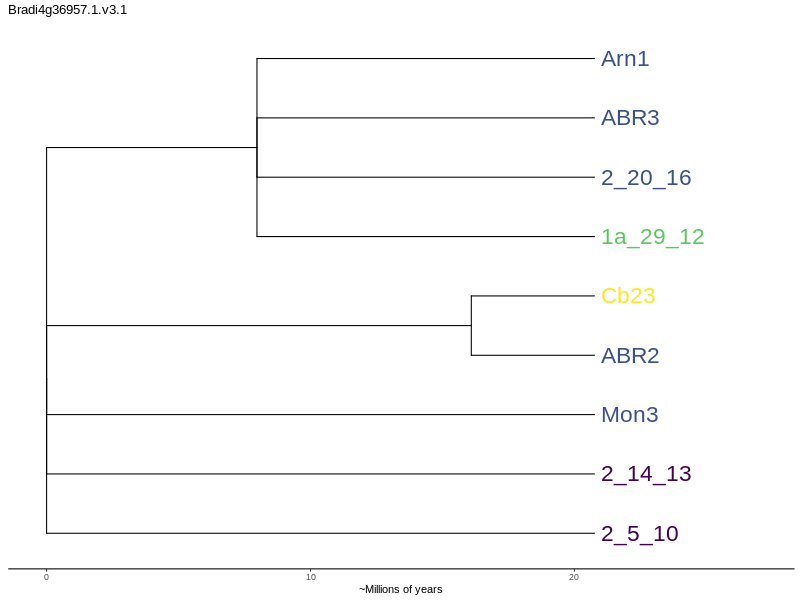 Bradi4g36957.1.v3.1
Arn1
ABR3
2_20_16
1a_29_12
Cb23
ABR2
Mon3
2_14_13
2_5_10
0 10 20
~Millions of years